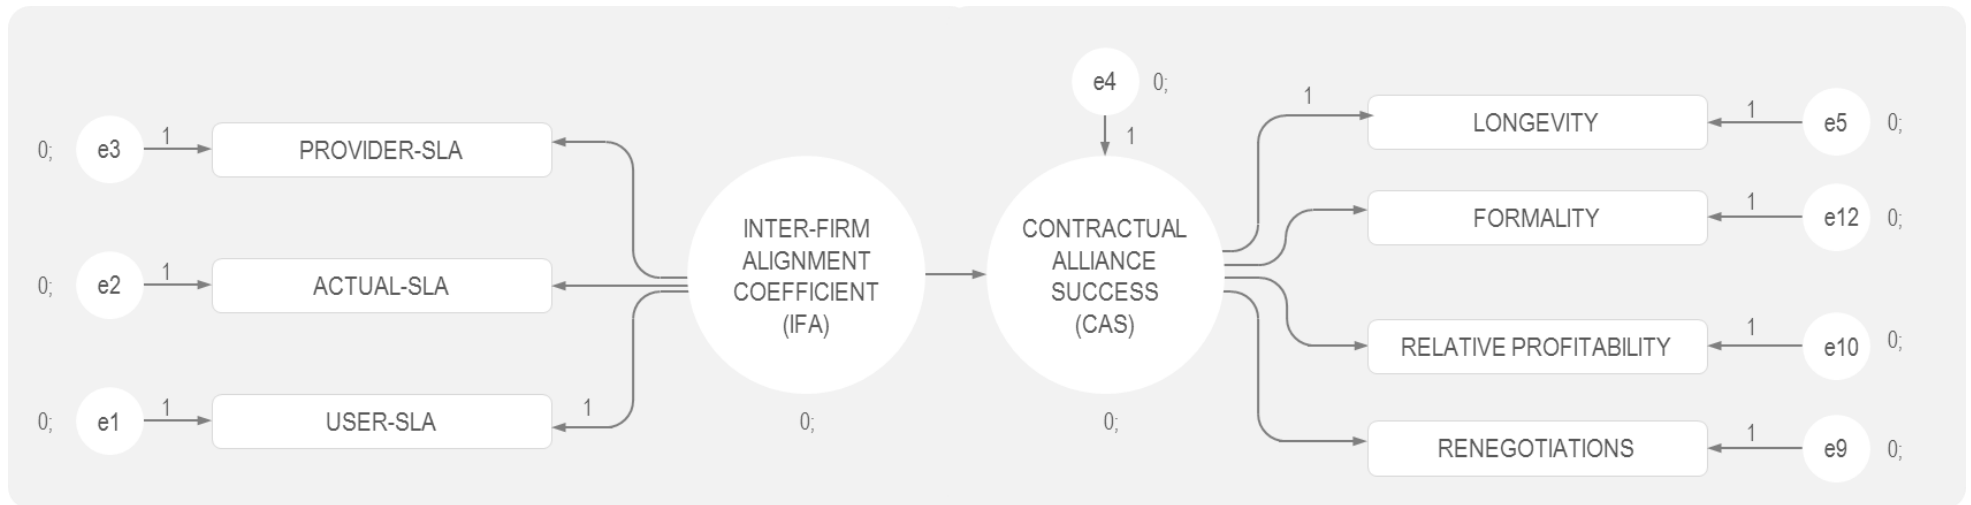 e4 0;
1
0; e3 1 PROVIDER-SLA
1 LONGEVITY 1 e5 0;
FORMALITY 1 e12 0;
INTER-FIRM
ALIGNMENT
COEFFICIENT
(IFA)
CONTRACTUAL
ALLIANCE
SUCCESS
(CAS)
0; e2 1 ACTUAL-SLA
RELATIVE PROFITABILITY 1 e10 0;
0; e1 1 USER-SLA 1
0;
0;
RENEGOTIATIONS 1 e9 0;